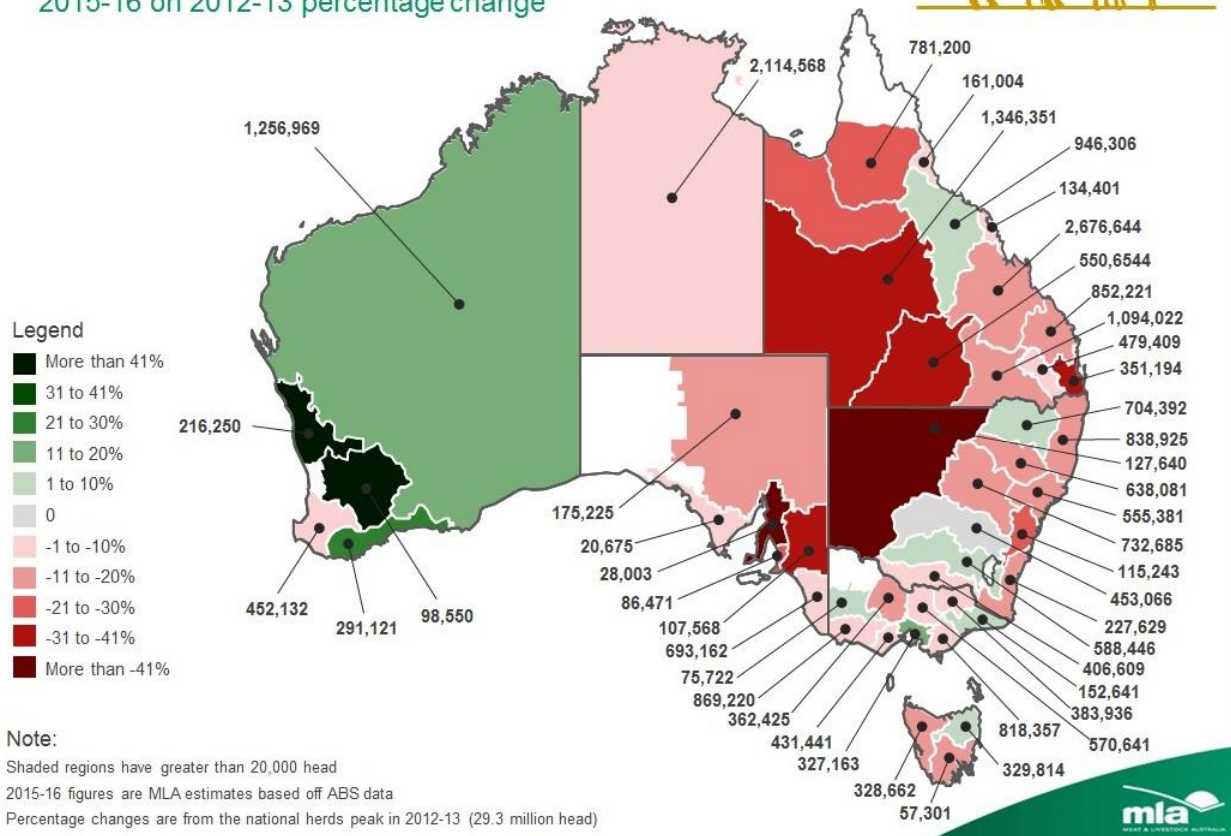 2015-16 on 2012-13 percentage change
781,200
2,114,568
161,004
1,346,351
1,256,969
946,306
134,401
2,676,644
550,6544
852,221
1,094,022
479,409
351,194
704,392
838,925
127,640
638,081
555,381
732,685
115,243
453,066
227,629
588,446
406,609
152,641
383,936
570,641
818,357
329,814
57,301
328,662
327,163
431,441
362,425
869,220
75,722
693,162
107,568
86,471
28,003
20,675
175,225
98,550
291,121
452,132
216,250
Legend
More than 41%
31 to 41%
21 to 30%
11 to 20%
1 to 10%
0
-1 to -10%
-11 to -20%
-21 to -30%
-31 to -41%
More than -41%
Note:
Shaded regions have greater than 20,000 head
2015-16 figures are MLA estimates based off ABS data
Percentage changes are from the national herds peak in 2012-13 (29.3 million head)
mla
MEAT & LIVESTOCK AUSTRALIA